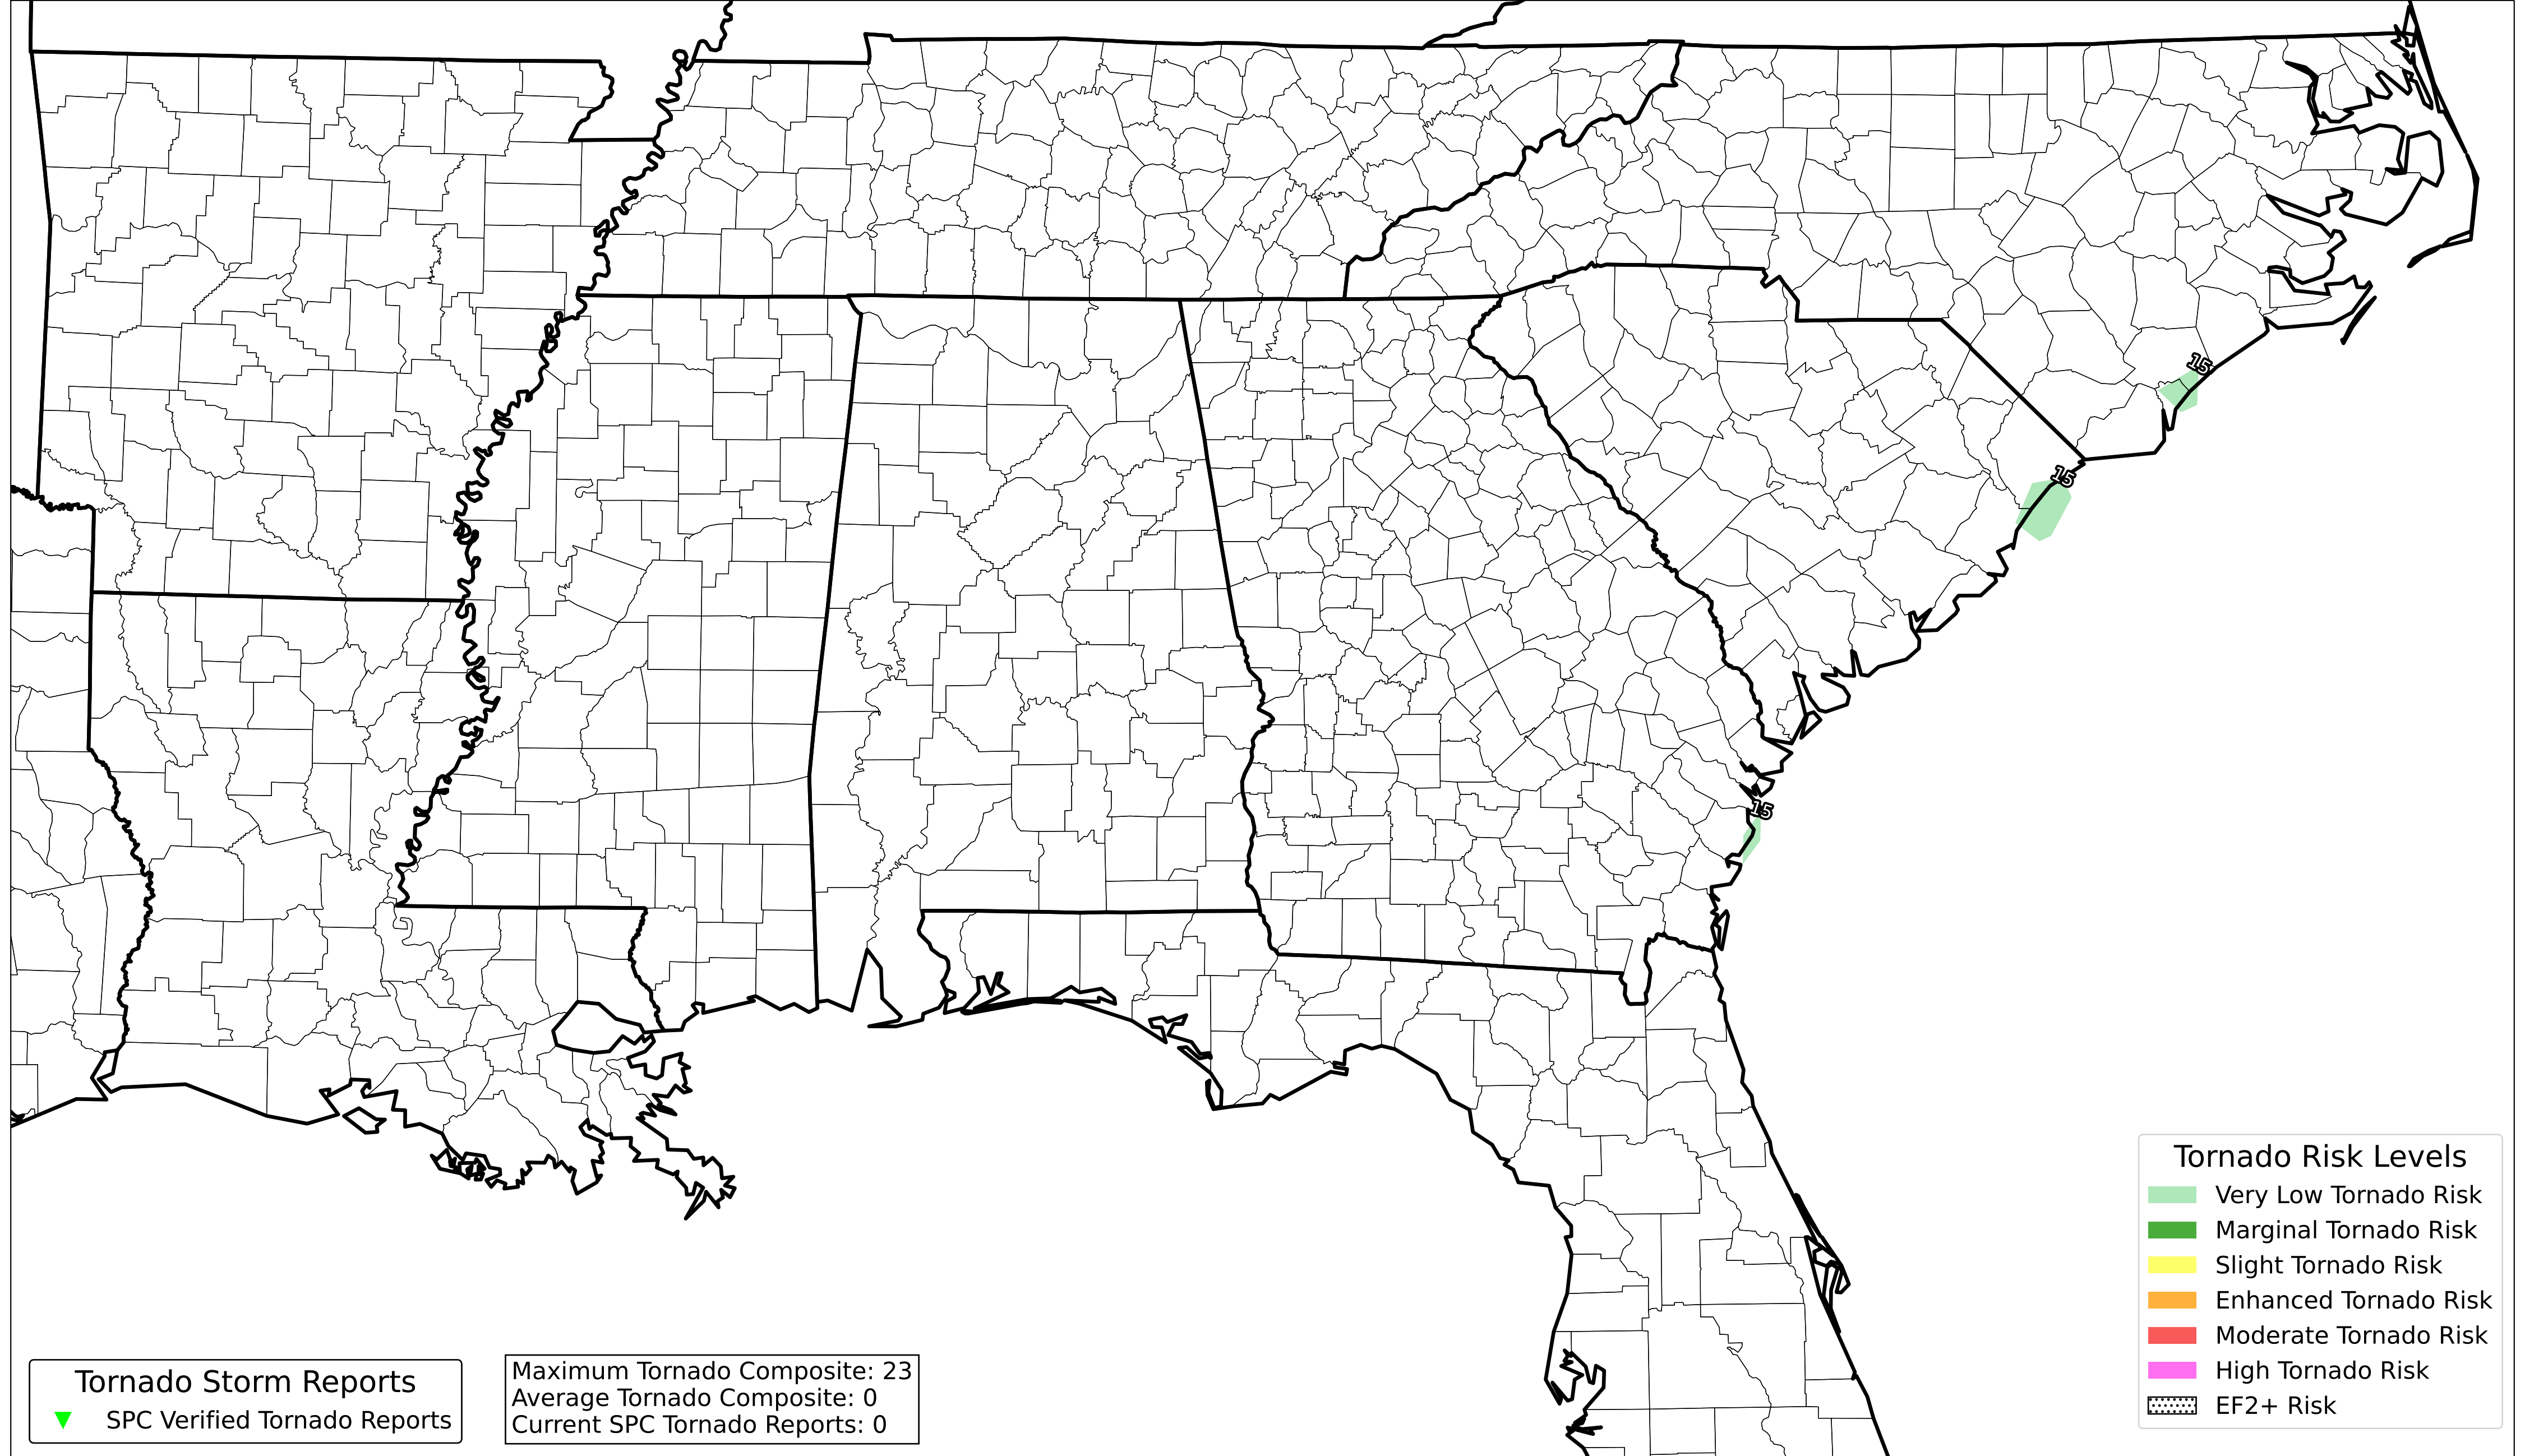 15
15
15
Tornado Risk Levels
Very Low Tornado Risk
Marginal Tornado Risk
Slight Tornado Risk
Enhanced Tornado Risk
Moderate Tornado Risk
High Tornado Risk
EF2+ Risk
Tornado Storm Reports
SPC Verified Tornado Reports
Maximum Tornado Composite: 23
Average Tornado Composite: 0
Current SPC Tornado Reports: 0